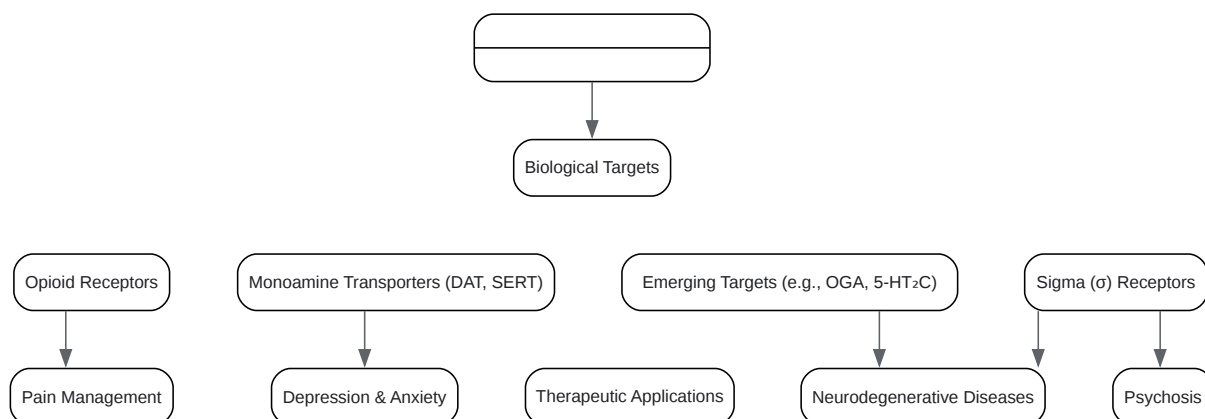 Biological Targets
Opioid Receptors
Monoamine Transporters (DAT, SERT)
Emerging Targets (e.g., OGA, 5-HT₂C)
Sigma (σ) Receptors
Pain Management
Depression & Anxiety
Therapeutic Applications
Neurodegenerative Diseases
Psychosis